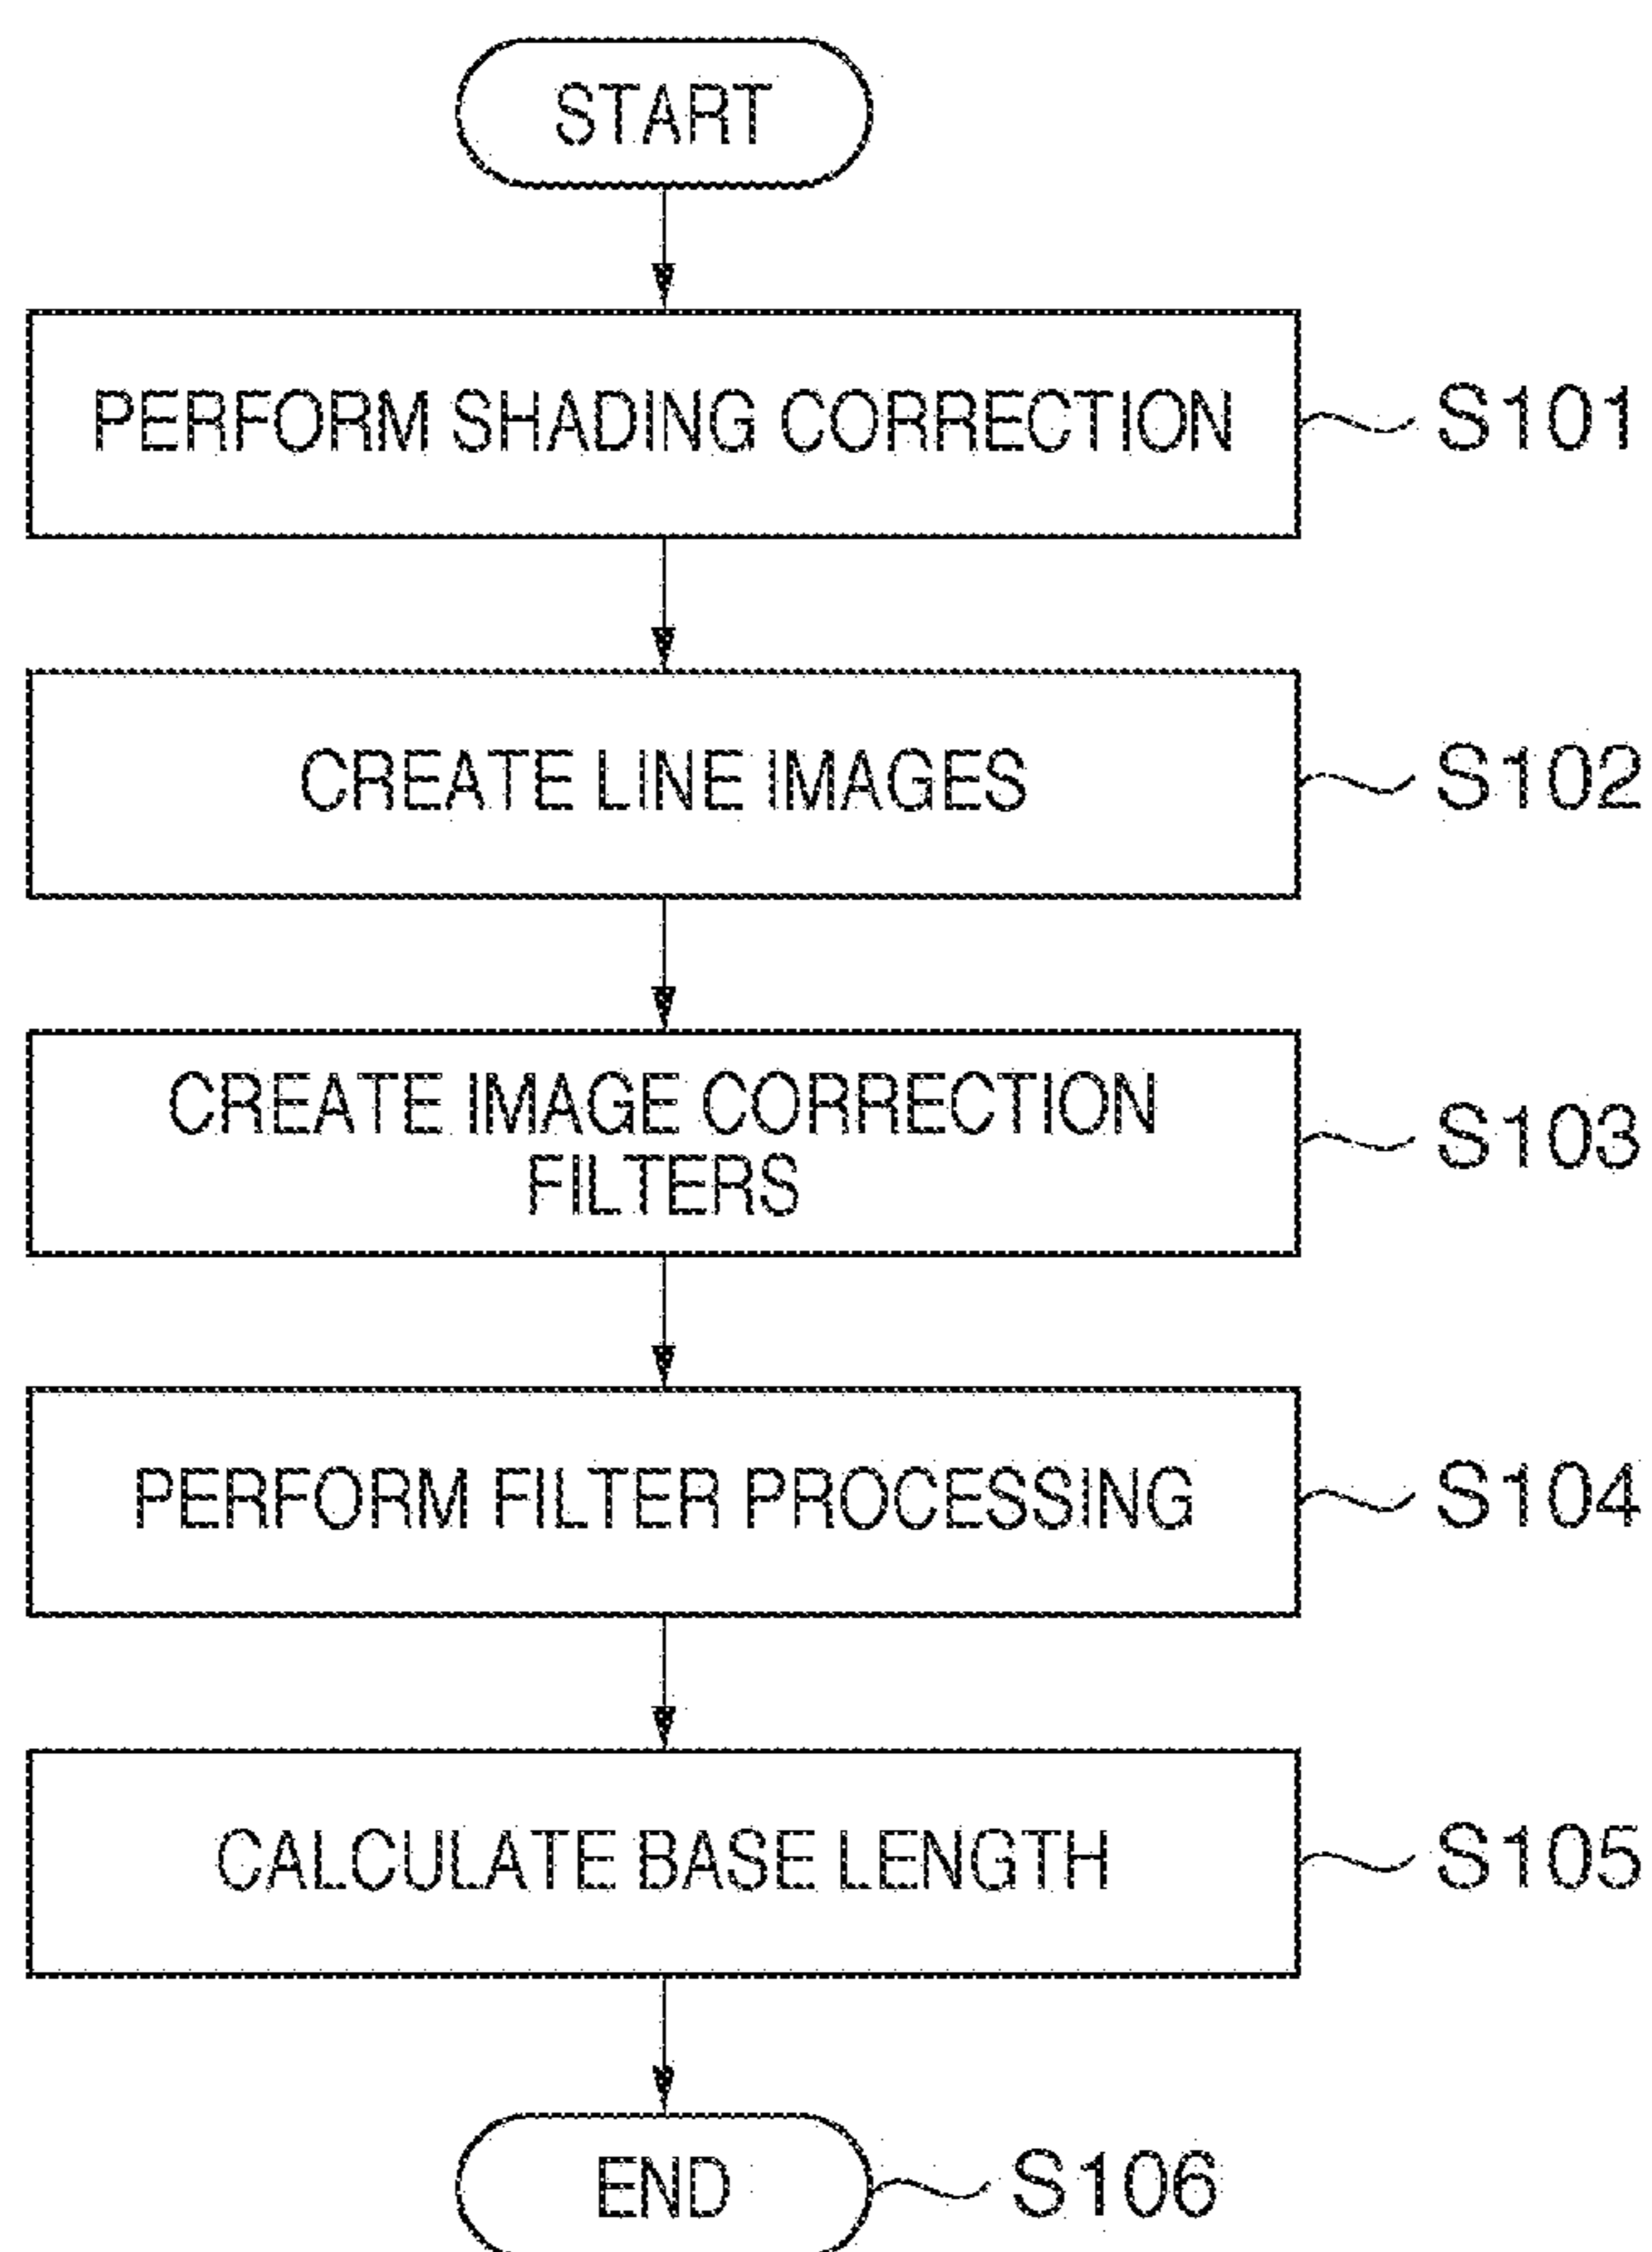 START
PERFORM SHADING CORRECTION
S101
CREATE LINE IMAGES
S102
CREATE IMAGE CORRECTION
FILTERS
S103
PERFORM FILTER PROCESSING
S104
CALCULATE BASE LENGTH
S105
END
S106